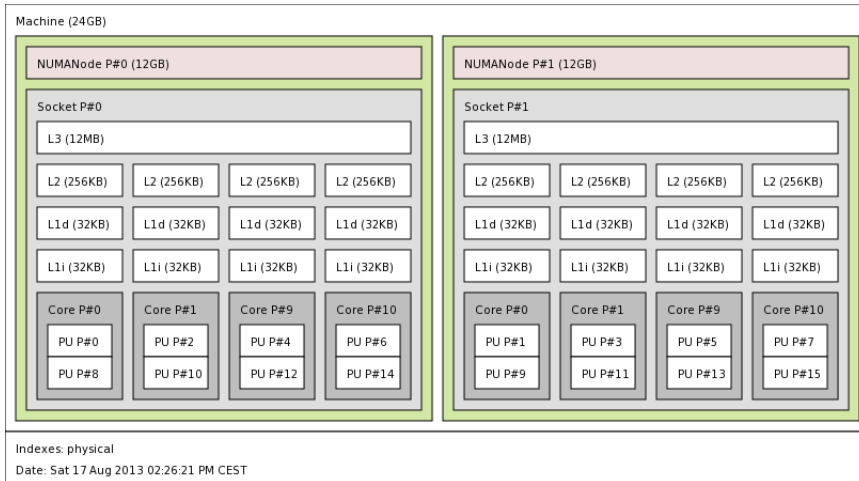 Machine (24GB)
NUMANode P#0 (12GB)
Socket P#0
L3 (12MB)
L2 (256KB) L2 (256KB) L2 (256KB) L2 (256KB)
L1d (32KB) L1d (32KB) L1d (32KB) L1d (32KB)
L1i (32KB) L1i (32KB) L1i (32KB) L1i (32KB)
Core P#0 Core P#1 Core P#9 Core P#10
PU P#0 PU P#2 PU P#4 PU P#6
PU P#8 PU P#10 PU P#12 PU P#14
NUMANode P#1 (12GB)
Socket P#1
L3 (12MB)
L2 (256KB) L2 (256KB) L2 (256KB) L2 (256KB)
L1d (32KB) L1d (32KB) L1d (32KB) L1d (32KB)
L1i (32KB) L1i (32KB) L1i (32KB) L1i (32KB)
Core P#0 Core P#1 Core P#9 Core P#10
PU P#1 PU P#3 PU P#5 PU P#7
PU P#9 PU P#11 PU P#13 PU P#15
Indexes: physical
Date: Sat 17 Aug 2013 02:26:21 PM CEST